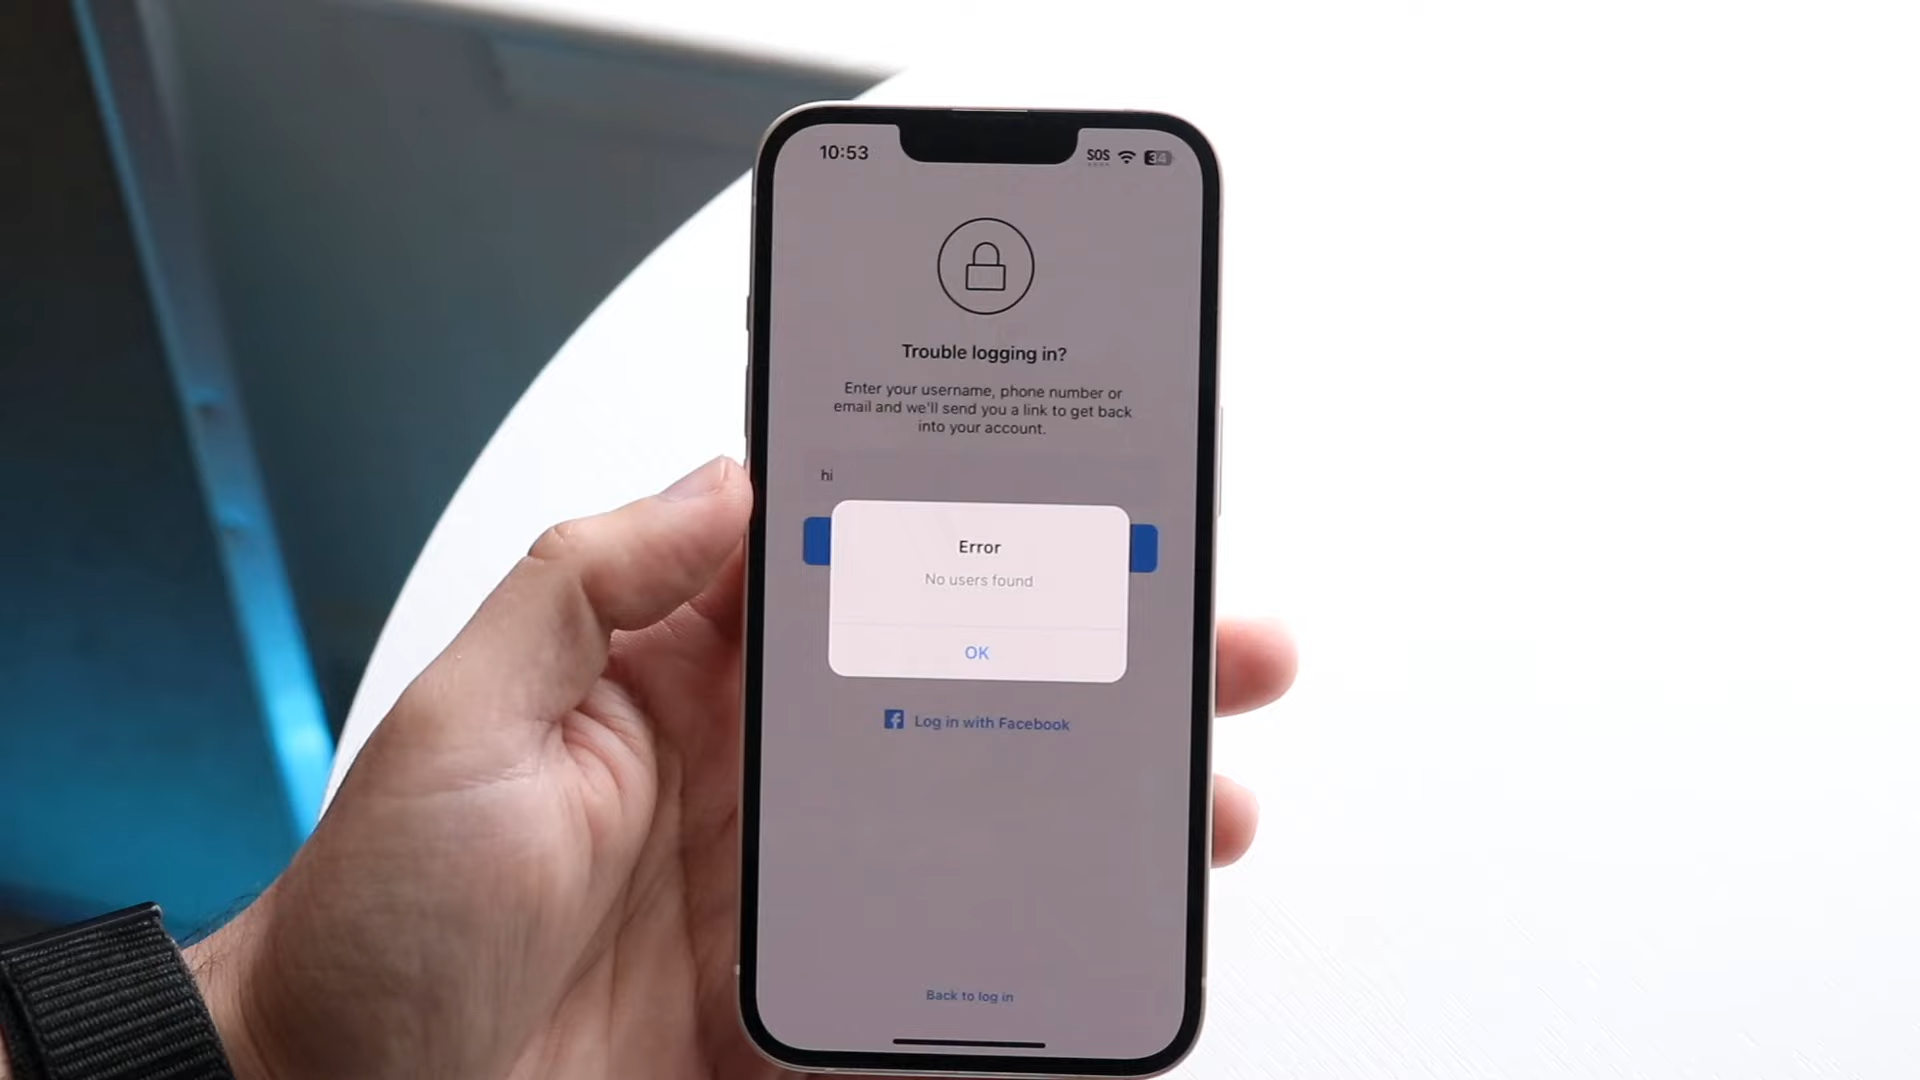 10:53
SOS
34
Trouble logging in?
Enter your username, phone number or
email and we'll send you a link to get back
into your account.
hi
Error
No users found
OK
Log in with Facebook
Back to log in